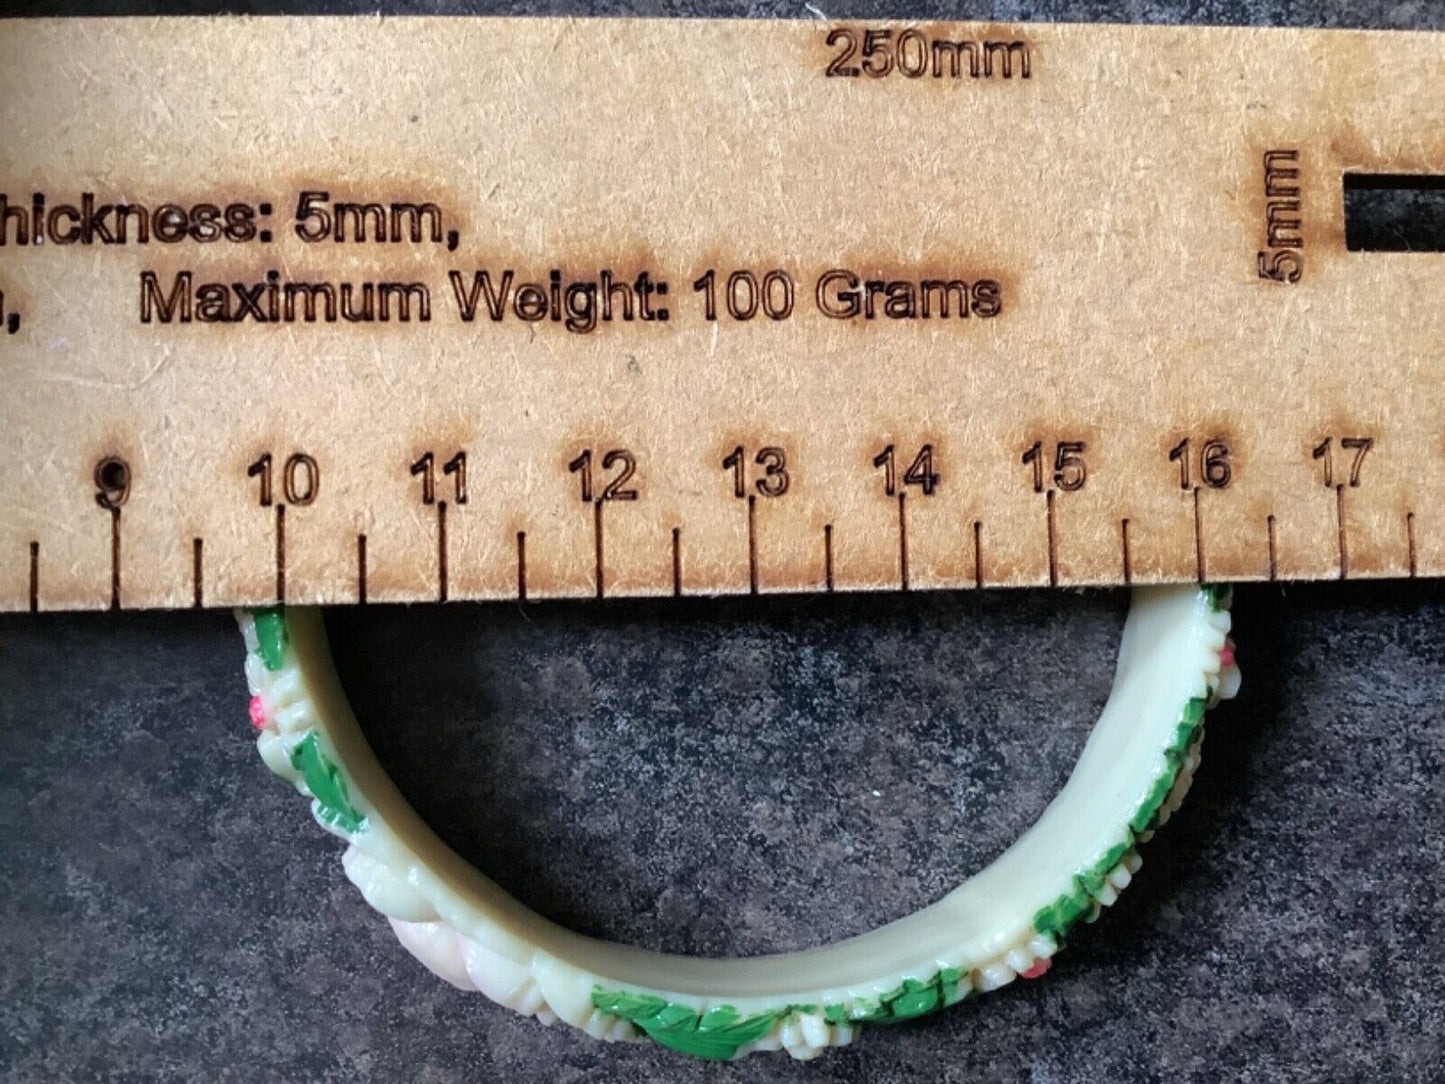 250mm
hickness: 5mm,
5mm
, Maximum Weight: 100 Grams
9 10 11 12 13 14 15 16 17